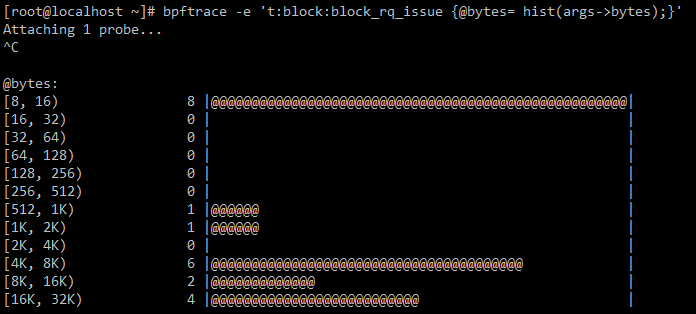 [root@localhost ~]# bpftrace -e 't:block:block_rq_issue {@bytes= hist(args->bytes);}'
Attaching 1 probe...
^C

@bytes:
[8, 16)                8 |@@@@@@@@@@@@@@@@@@@@@@@@@@@@@@@@@@@@@@@@@@@@@@@@@@@@|
[16, 32)               0 |                                                    |
[32, 64)               0 |                                                    |
[64, 128)              0 |                                                    |
[128, 256)             0 |                                                    |
[256, 512)             0 |                                                    |
[512, 1K)              1 |@@@@@@                                              |
[1K, 2K)               1 |@@@@@@                                              |
[2K, 4K)               0 |                                                    |
[4K, 8K)               6 |@@@@@@@@@@@@@@@@@@@@@@@@@@@@@@@@@@@@@@@             |
[8K, 16K)              2 |@@@@@@@@@@@@@                                       |
[16K, 32K)             4 |@@@@@@@@@@@@@@@@@@@@@@@@@@                          |